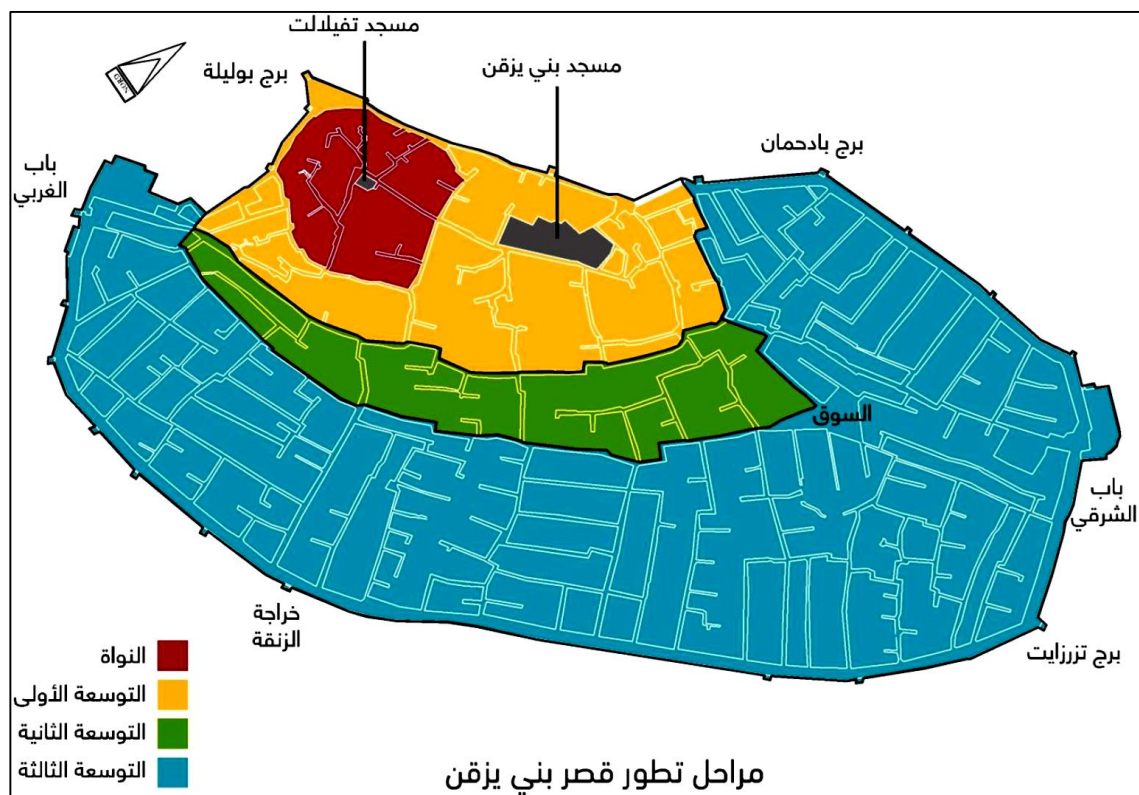 مسجد تفيلالت
مسجد بني يزقن
برج بوليلة
برج بادحمان
باب
الغربي
السوق
باب
الشرقي
خراجة
الزنقة
برج تزرزايت
النواة
التوسعة الأولى
التوسعة الثانية
التوسعة الثالثة
مراحل تطور قصر بني يزقن